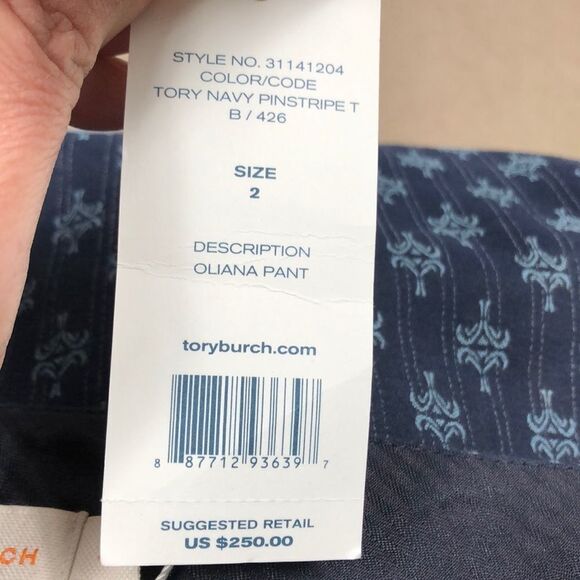 STYLE NO. 31141204
COLOR/CODE
TORY NAVY PINSTRIPE T
B / 426
SIZE
2
DESCRIPTION
OLIANA PANT
toryburch.com
8 87712 93639 7
SUGGESTED RETAIL
US $250.00
RCH